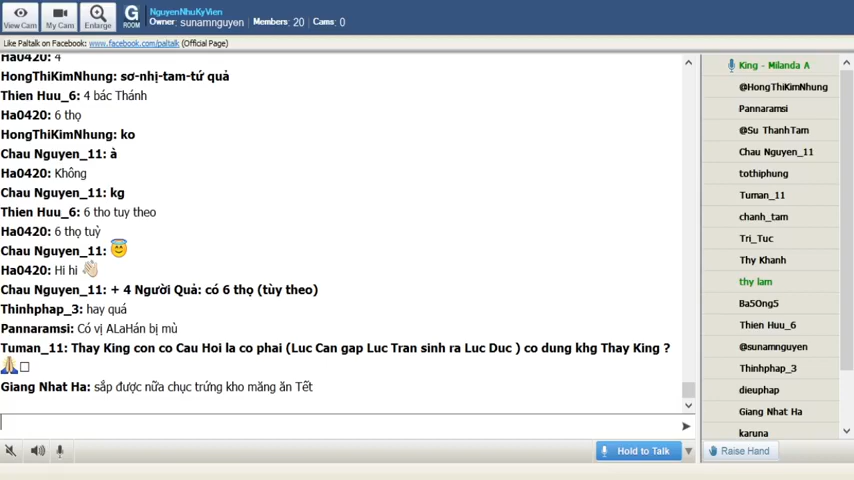 View Cam
My Cam
Enlarge
G
ROOM
NguyenNhuKyVien
Owner: sunamnguyen Members: 20 Cams: 0
Like Paltalk on Facebook: www.facebook.com/paltalk (Official Page)
Ha0420: 4
HongThiKimNhung: sơ-nhị-tam-tứ quả
Thien Huu_6: 4 bác Thánh
Ha0420: 6 thọ
HongThiKimNhung: ko
Chau Nguyen_11: à
Ha0420: Không
Chau Nguyen_11: kg
Thien Huu_6: 6 tho tuy theo
Ha0420: 6 thọ tuỳ
Chau Nguyen_11:
Ha0420: Hi hi
Chau Nguyen_11: + 4 Người Quả: có 6 thọ (tùy theo)
Thinhphap_3: hay quá
Pannaramsi: Có vị ALaHán bị mù
Tuman_11: Thay King con co Cau Hoi la co phai (Luc Can gap Luc Tran sinh ra Luc Duc ) co dung khg Thay King ?
Giang Nhat Ha: sắp được nữa chục trứng kho măng ăn Tết
Hold to Talk
King - Milanda A
@HongThiKimNhung
Pannaramsi
@Su ThanhTam
Chau Nguyen_11
tothiphung
Tuman_11
chanh_tam
Tri_Tuc
Thy Khanh
thy lam
Ba5Ong5
Thien Huu_6
@sunamnguyen
Thinhphap_3
dieuphap
Giang Nhat Ha
karuna
Raise Hand